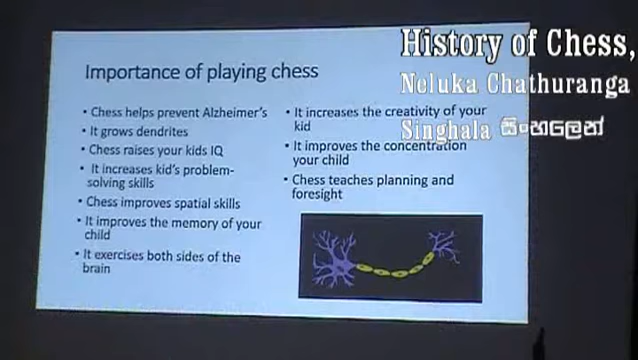 History of Chess,
Neluka Chathuranga
Singhala සිංහලෙන්
Importance of playing chess
• Chess helps prevent Alzheimer's
• It grows dendrites
• Chess raises your kids IQ
• It increases kid's problem-
solving skills
• Chess improves spatial skills
• It improves the memory of your
child
• It exercises both sides of the
brain
• It increases the creativity of your
kid
• It improves the concentration
your child
• Chess teaches planning and
foresight